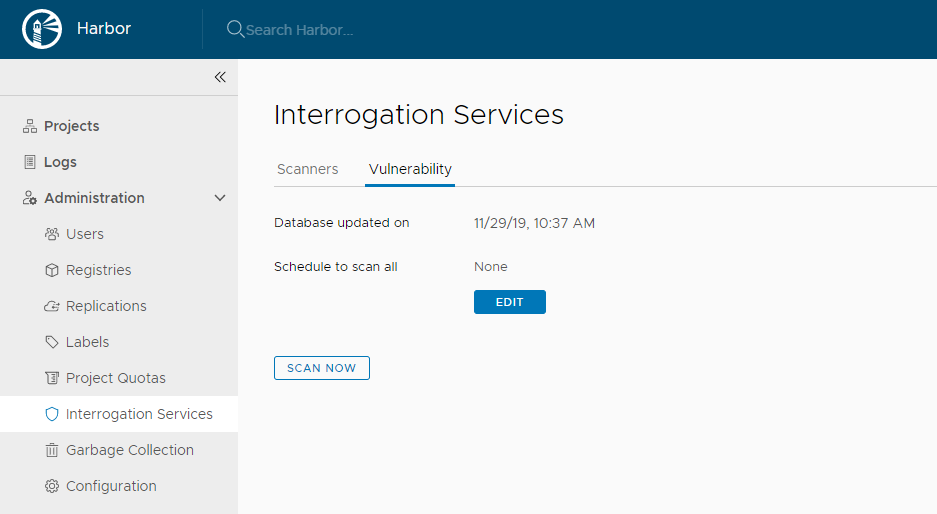 Harbor
Search Harbor...
Projects
Logs
Administration
Users
Registries
Replications
Labels
Project Quotas
Interrogation Services
Garbage Collection
Configuration
Interrogation Services
Scanners Vulnerability
Database updated on 11/29/19, 10:37 AM
Schedule to scan all None
EDIT
SCAN NOW